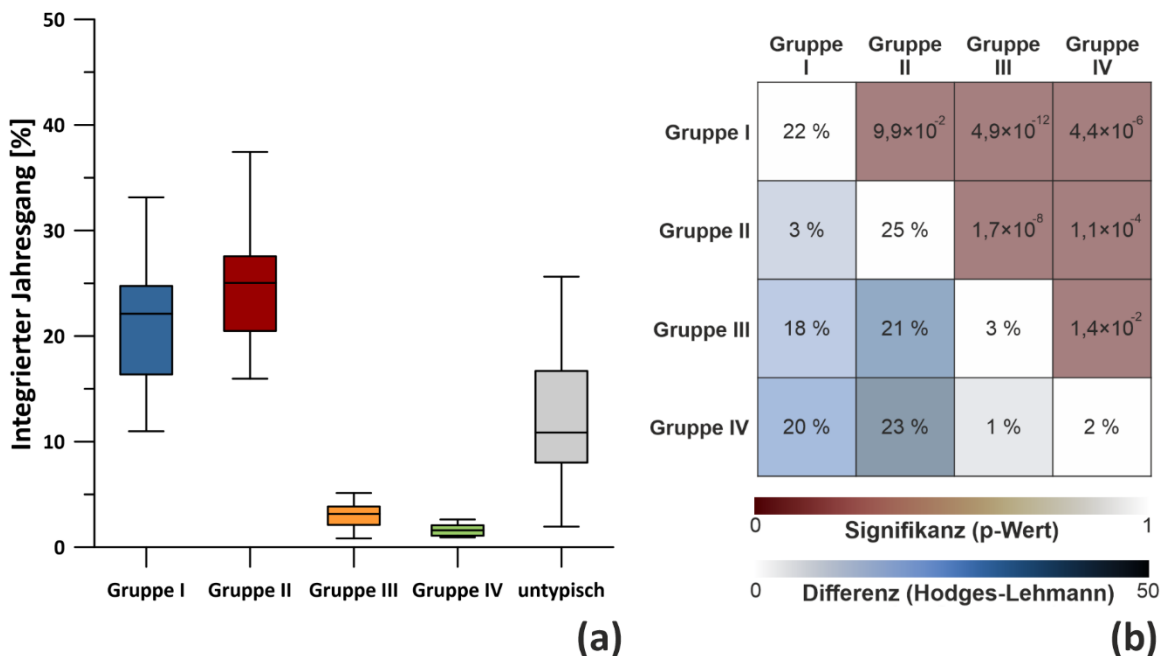 50
40
30
20
10
0
Integrierter Jahresgang [%]
Gruppe I
Gruppe II
Gruppe III
Gruppe IV
untypisch
(a)
Gruppe I
Gruppe II
Gruppe III
Gruppe IV
Gruppe I
22 %
9,9×10⁻²
4,9×10⁻¹²
4,4×10⁻⁶
Gruppe II
3 %
25 %
1,7×10⁻⁸
1,1×10⁻⁴
Gruppe III
18 %
21 %
3 %
1,4×10⁻²
Gruppe IV
20 %
23 %
1 %
2 %
0
Signifikanz (p-Wert)
1
0
Differenz (Hodges-Lehmann)
50
(b)